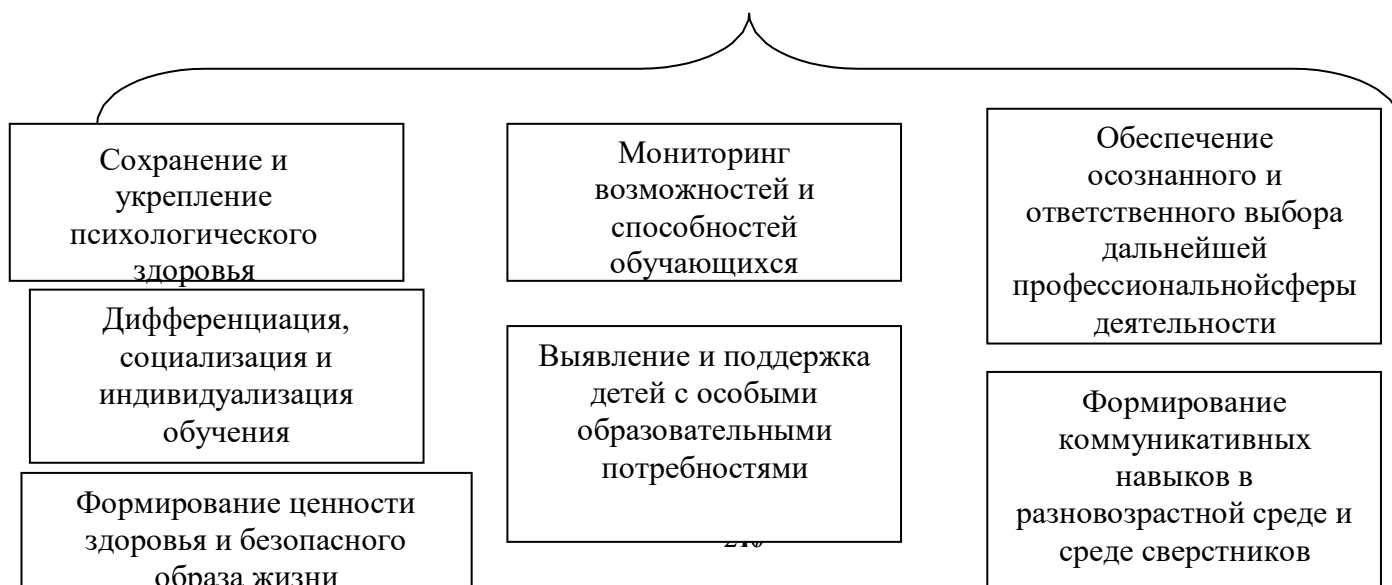 Сохранение и
укрепление
психологического
здоровья
Дифференциация,
социализация и
индивидуализация
обучения
Формирование ценности
здоровья и безопасного
образа жизни
Мониторинг
возможностей и
способностей
обучающихся
Выявление и поддержка
детей с особыми
образовательными
потребностями
Обеспечение
осознанного и
ответственного выбора
дальнейшей
профессиональнойсферы
деятельности
Формирование
коммуникативных
навыков в
разновозрастной среде и
среде сверстников